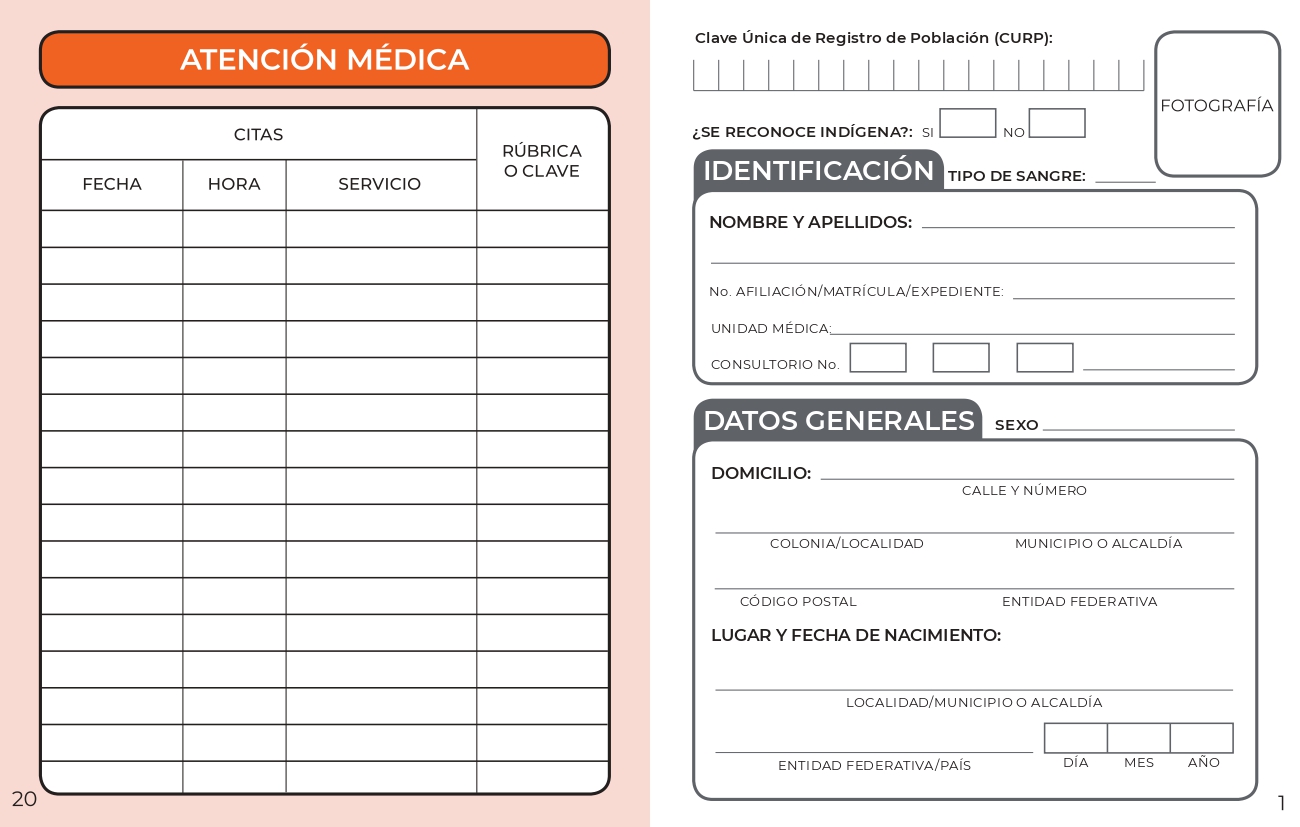 ATENCIÓN MÉDICA
CITAS
RÚBRICA
O CLAVE
FECHA HORA SERVICIO
20
Clave Única de Registro de Población (CURP):
FOTOGRAFÍA
¿SE RECONOCE INDÍGENA?: SI NO
IDENTIFICACIÓN TIPO DE SANGRE:
NOMBRE Y APELLIDOS:
No. AFILIACIÓN/MATRÍCULA/EXPEDIENTE:
UNIDAD MÉDICA:
CONSULTORIO No.
DATOS GENERALES SEXO
DOMICILIO:
CALLE Y NÚMERO
COLONIA/LOCALIDAD MUNICIPIO O ALCALDÍA
CÓDIGO POSTAL ENTIDAD FEDERATIVA
LUGAR Y FECHA DE NACIMIENTO:
LOCALIDAD/MUNICIPIO O ALCALDÍA
ENTIDAD FEDERATIVA/PAÍS DÍA MES AÑO
1